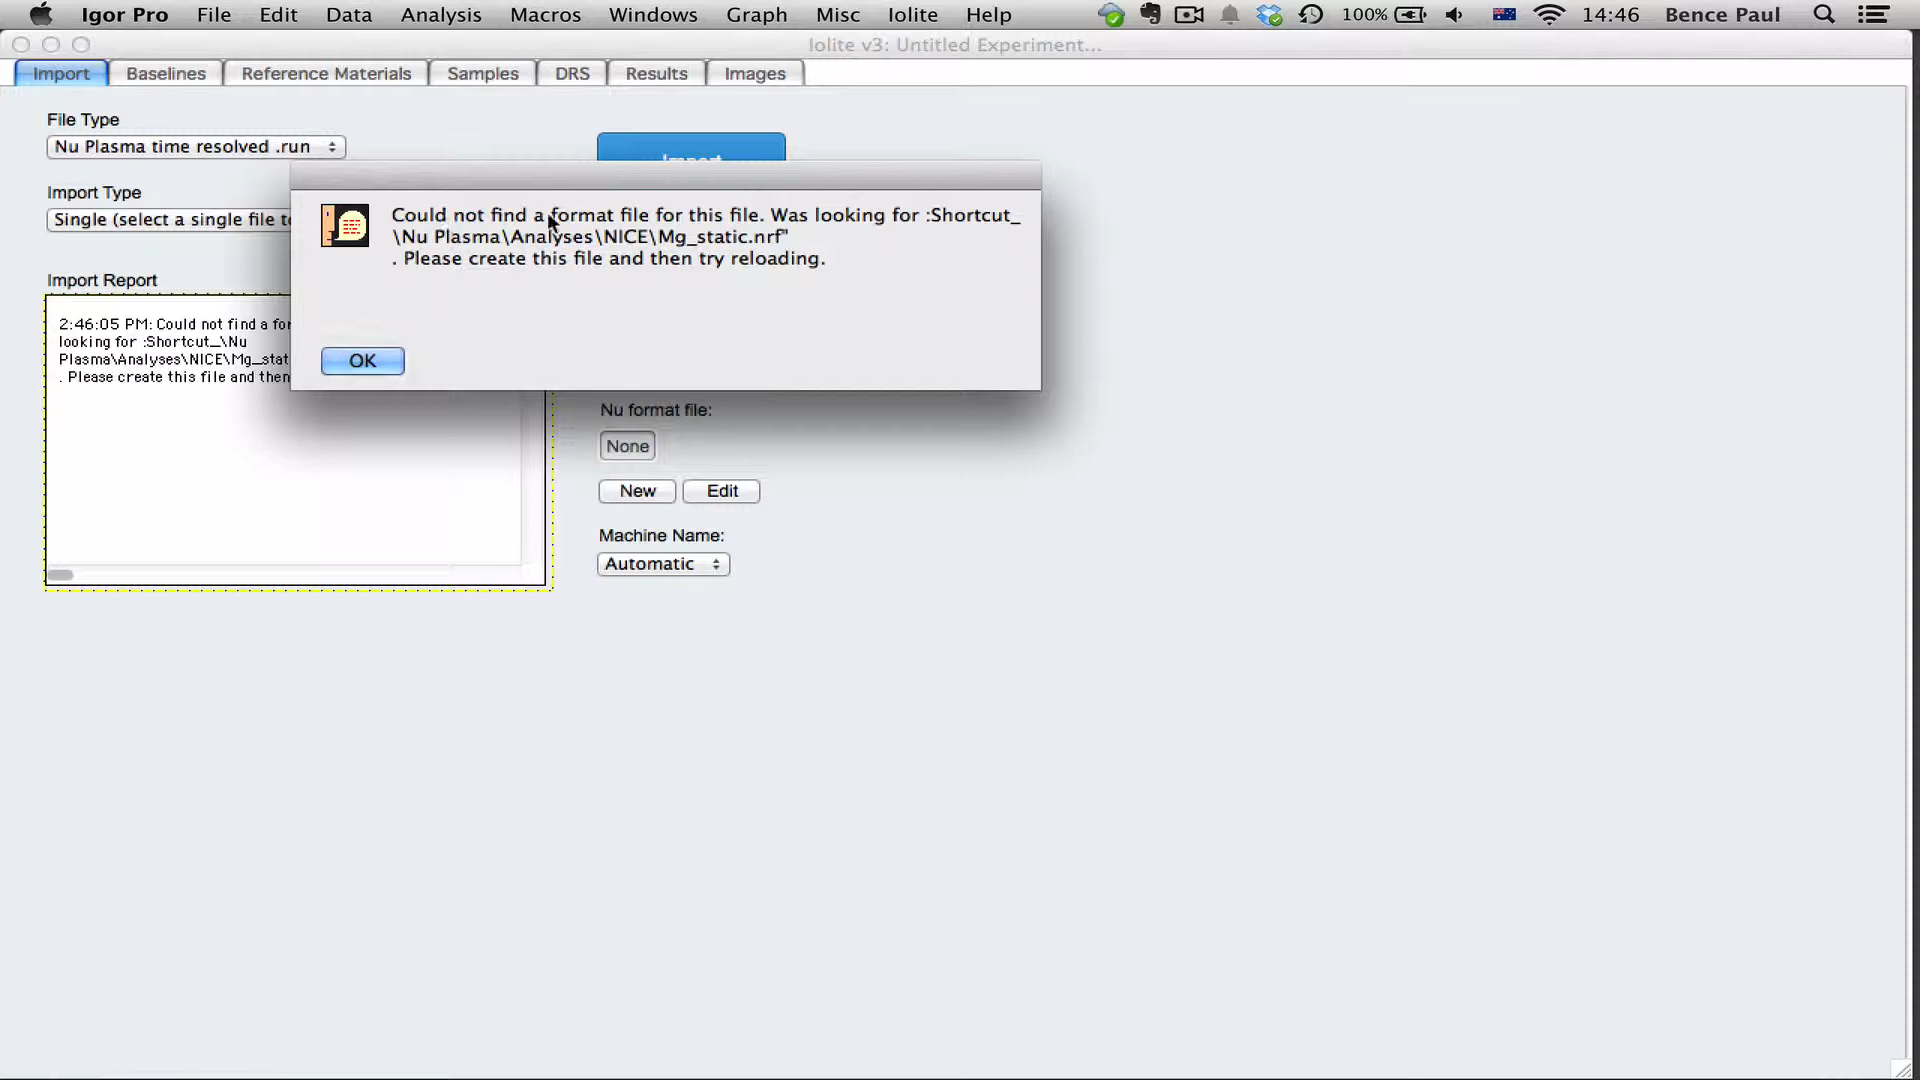 Igor Pro File Edit Data Analysis Macros Windows Graph Misc Iolite Help 100% 14:46 Bence Paul
Iolite v3: Untitled Experiment...
Import Baselines Reference Materials Samples DRS Results Images
File Type
Nu Plasma time resolved .run
Import
Import Type
Single (select a single file to
Could not find a format file for this file. Was looking for :Shortcut_
\Nu Plasma\Analyses\NICE\Mg_static.nrf"
. Please create this file and then try reloading.
OK
Import Report
2:46:05 PM: Could not find a for
looking for :Shortcut_\Nu
Plasma\Analyses\NICE\Mg_stat
. Please create this file and then
Nu format file:
None
New Edit
Machine Name:
Automatic